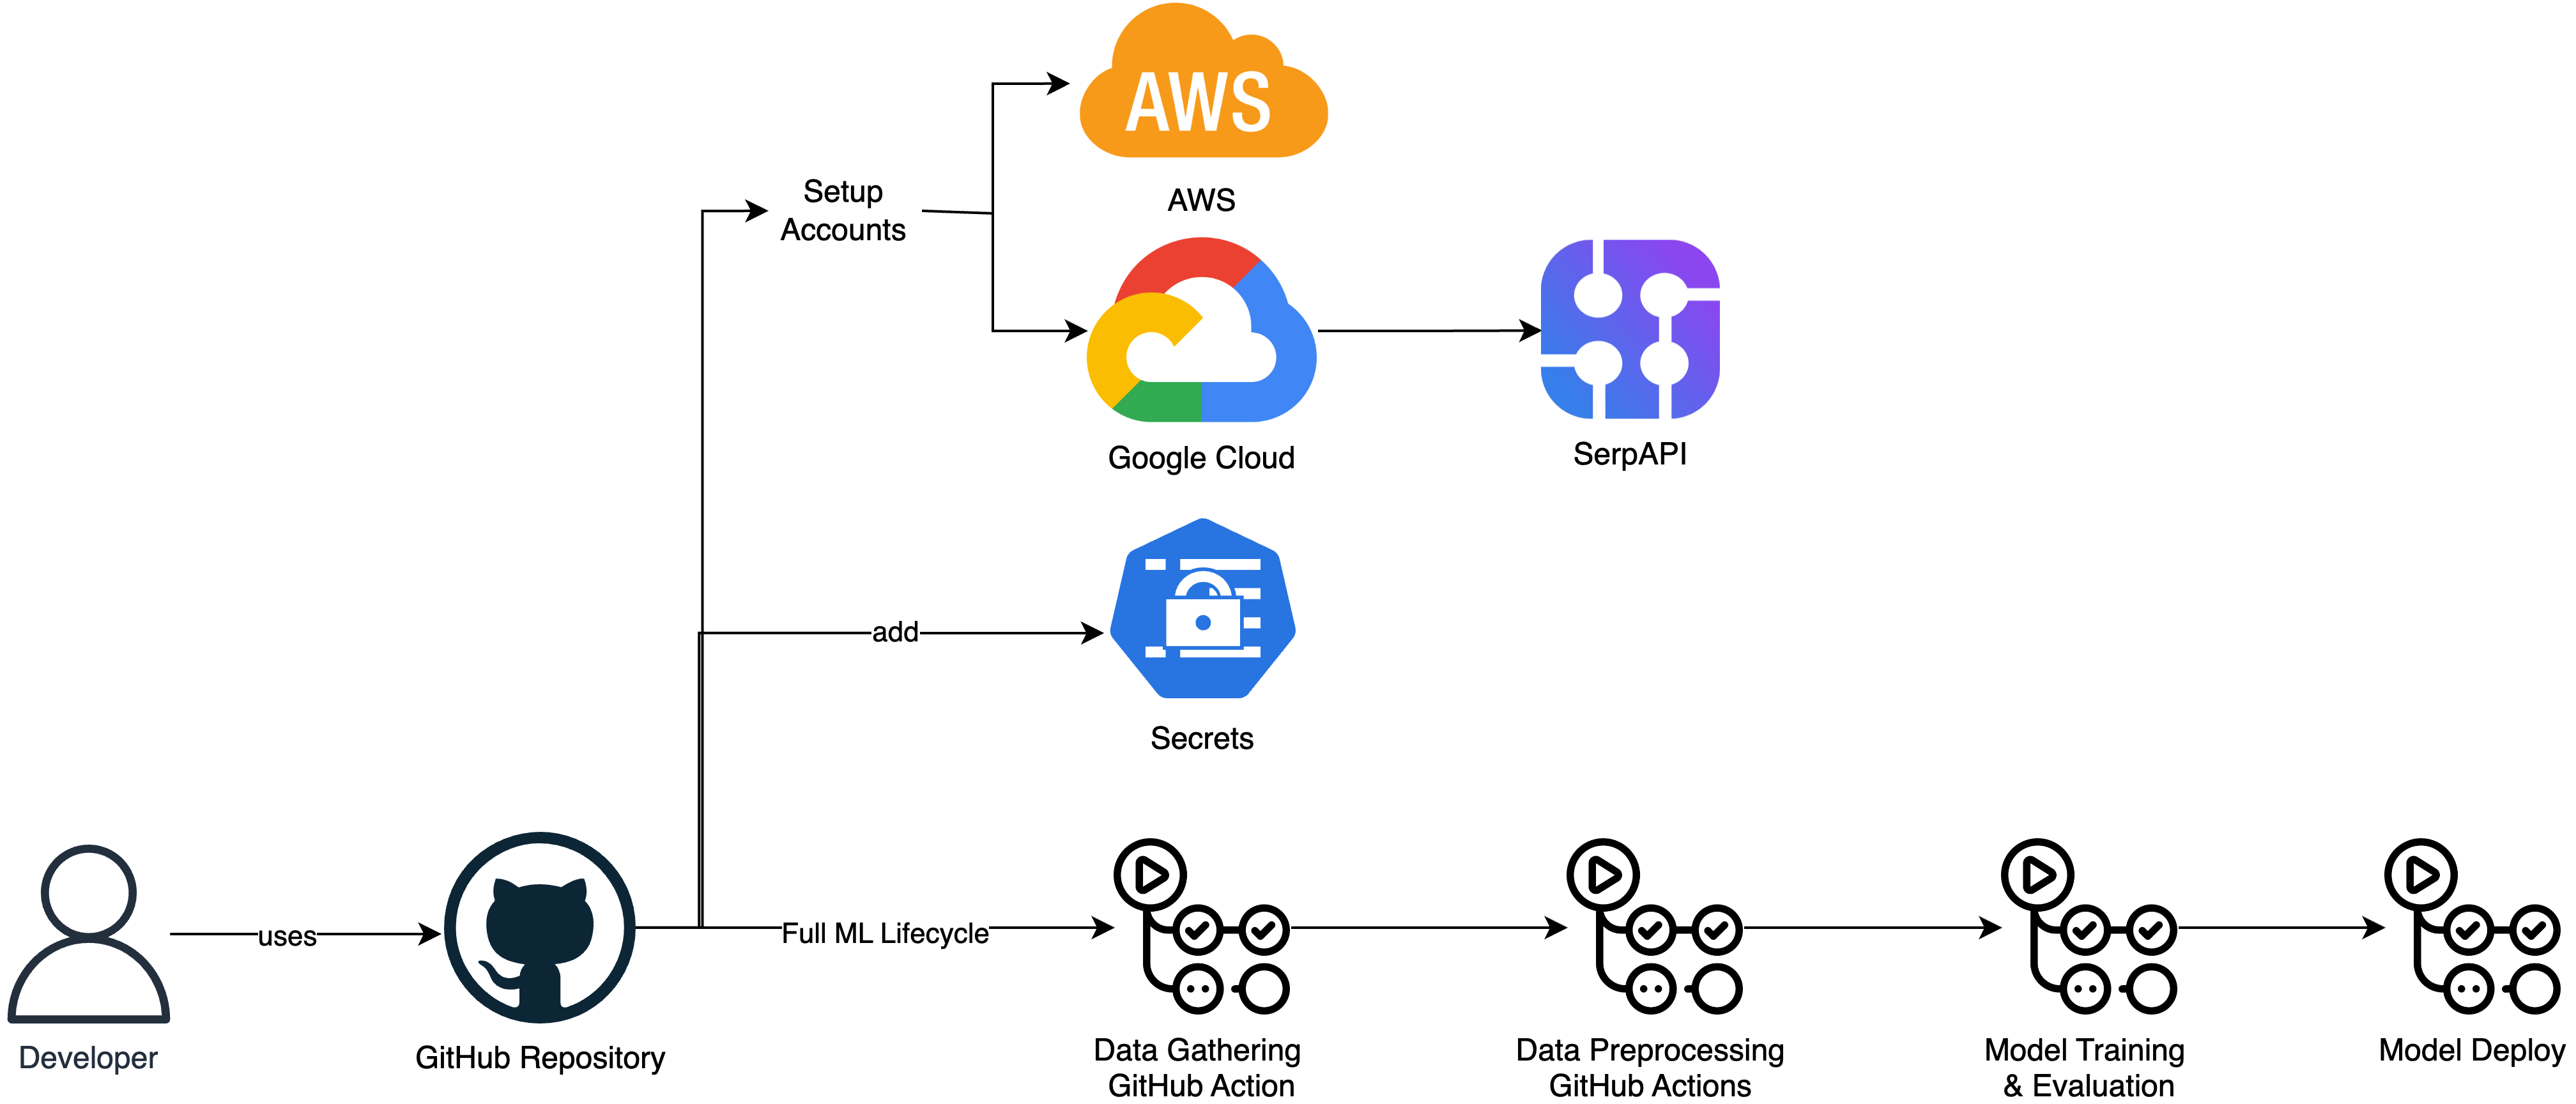 AWS
AWS
Setup
Accounts
Google Cloud
SerpAPI
add
Secrets
uses
Full ML Lifecycle
Developer
GitHub Repository
Data Gathering
GitHub Action
Data Preprocessing
GitHub Actions
Model Training
& Evaluation
Model Deploy